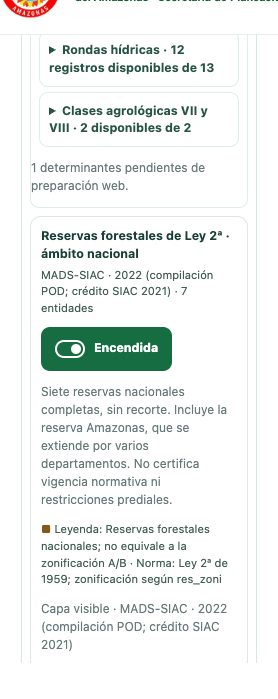 AMAZONAS
▶ Rondas hídricas · 12
registros disponibles de 13
▶ Clases agrológicas VII y
VIII · 2 disponibles de 2
1 determinantes pendientes de
preparación web.
Reservas forestales de Ley 2ª ·
ámbito nacional
MADS-SIAC · 2022 (compilación
POD; crédito SIAC 2021) · 7
entidades
Encendida
Siete reservas nacionales
completas, sin recorte. Incluye la
reserva Amazonas, que se
extiende por varios
departamentos. No certifica
vigencia normativa ni
restricciones prediales.
Leyenda: Reservas forestales
nacionales; no equivale a la
zonificación A/B · Norma: Ley 2ª de
1959; zonificación según res_zoni
Capa visible · MADS-SIAC · 2022
(compilación POD; crédito SIAC
2021)